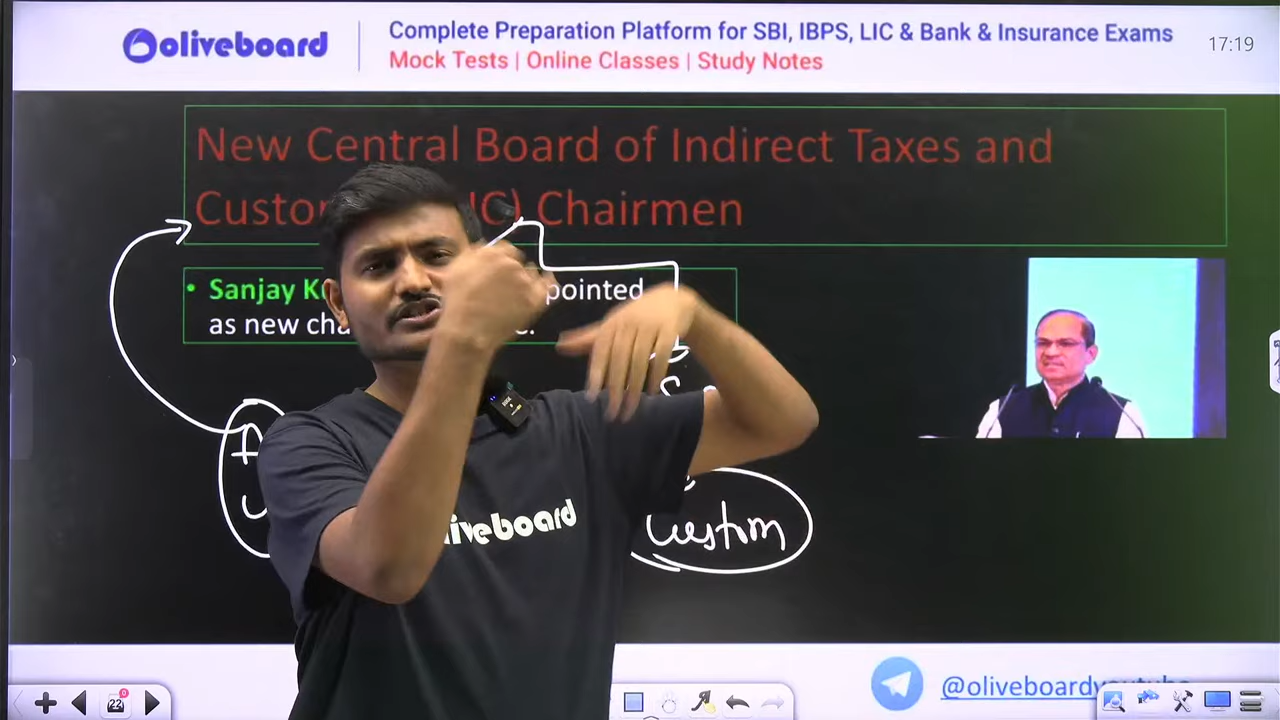 oliveboard
Complete Preparation Platform for SBI, IBPS, LIC & Bank & Insurance Exams
Mock Tests | Online Classes | Study Notes
17:19
New Central Board of Indirect Taxes and
Custo IC) Chairmen
• Sanjay K pointed
as new cha
custom
liveboard
22
@oliveboardyoutube